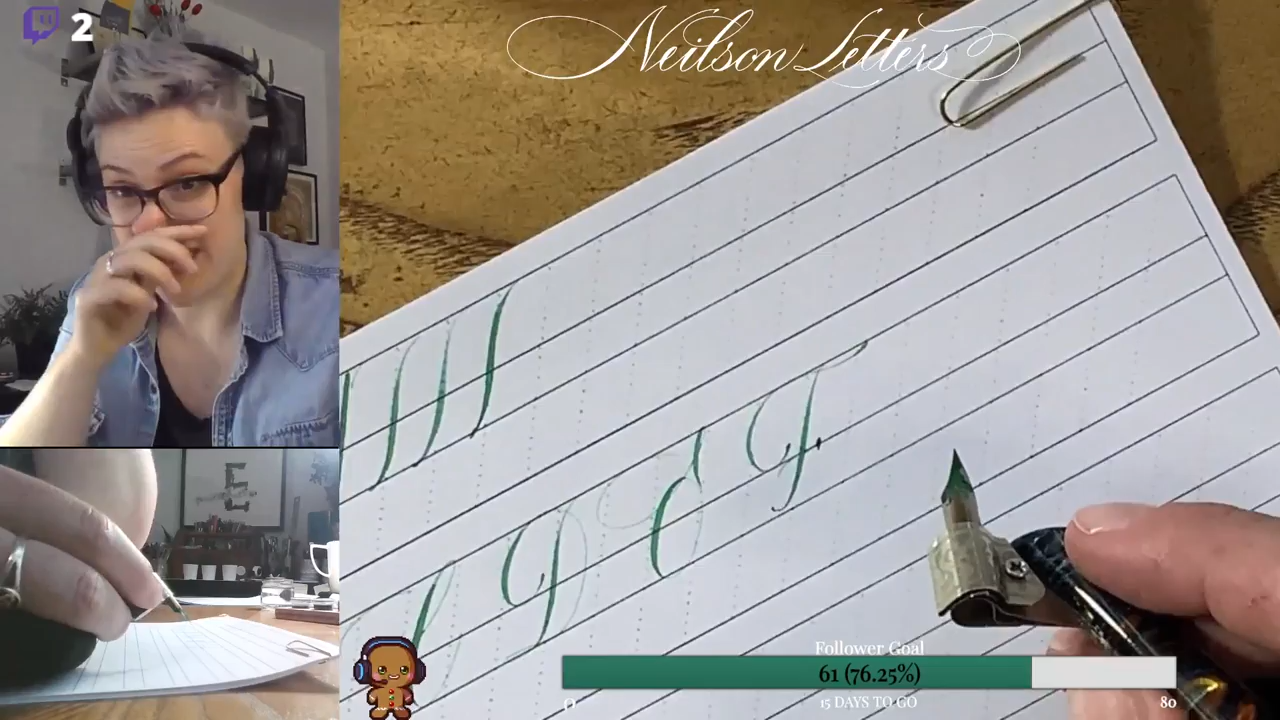 2
Neilson Letters
P E F
Follower Goal
61 (76.25%)
0 15 DAYS TO GO 80